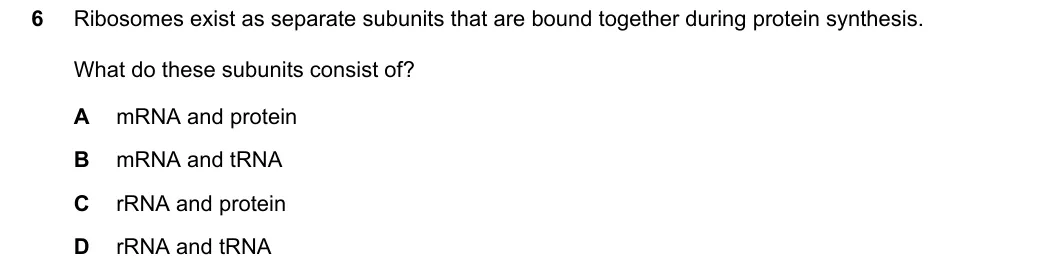 6 Ribosomes exist as separate subunits that are bound together during protein synthesis.
What do these subunits consist of?
A mRNA and protein
B mRNA and tRNA
C rRNA and protein
D rRNA and tRNA